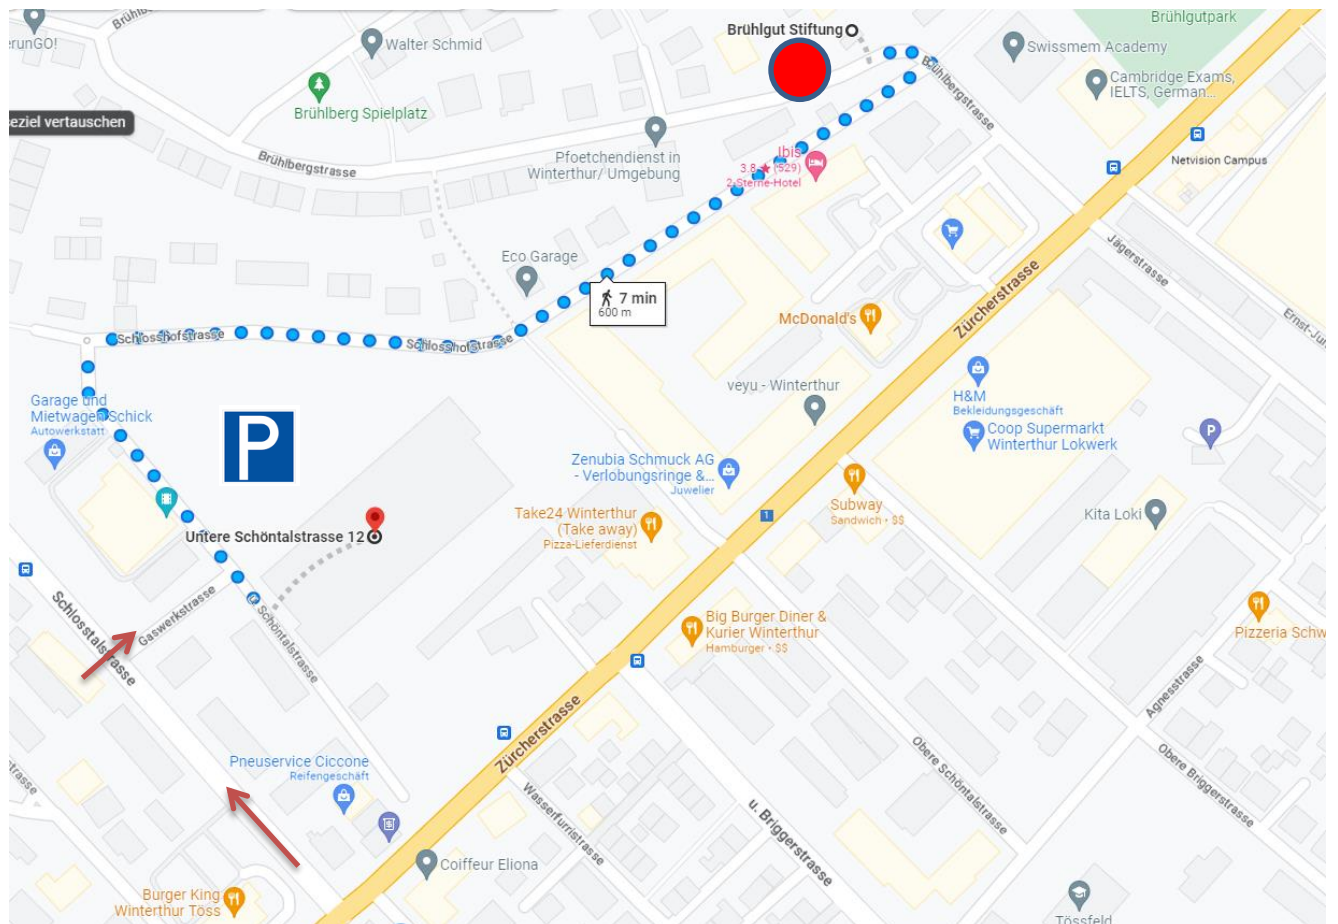 Brühlgutpark
Brühlgut Stiftung
Walter Schmid
Swissmem Academy
Cambridge Exams,
IELTS, German...
Brühlbergstrasse
Brühlberg Spielplatz
eziel vertauschen
Netvision Campus
Brühlbergstrasse
Pfoetchendienst in
Winterthur/ Umgebung
Ibis
3.8 ★ (529)
2-Sterne-Hotel
Jägerstrasse
Eco Garage
7 min
600 m
McDonald's
Zürcherstrasse
Schlosshofstrasse
Schlosshofstrasse
veyu - Winterthur
H&M
Bekleidungsgeschäft
Garage und
Mietwagen Schick
Autowerkstatt
P
Coop Supermarkt
Winterthur Lokwerk
P
Zenubia Schmuck AG
- Verlobungsringe &...
Juwelier
Take24 Winterthur
(Take away)
Pizza-Lieferdienst
1
Subway
Sandwich • $$
Kita Loki
Untere Schöntalstrasse 12
Schlosstalstrasse
Gaswerkstrasse
Schöntalstrasse
Big Burger Diner &
Kurier Winterthur
Hamburger • $$
Pizzeria Schw
Agnesstrasse
Zürcherstrasse
Pneuservice Ciccone
Reifengeschäft
Obere Schöntalstrasse
Obere Briggerstrasse
Wasserfurristrasse
u. Briggerstrasse
Coiffeur Eliona
Burger King
Winterthur Töss
Tössfeld